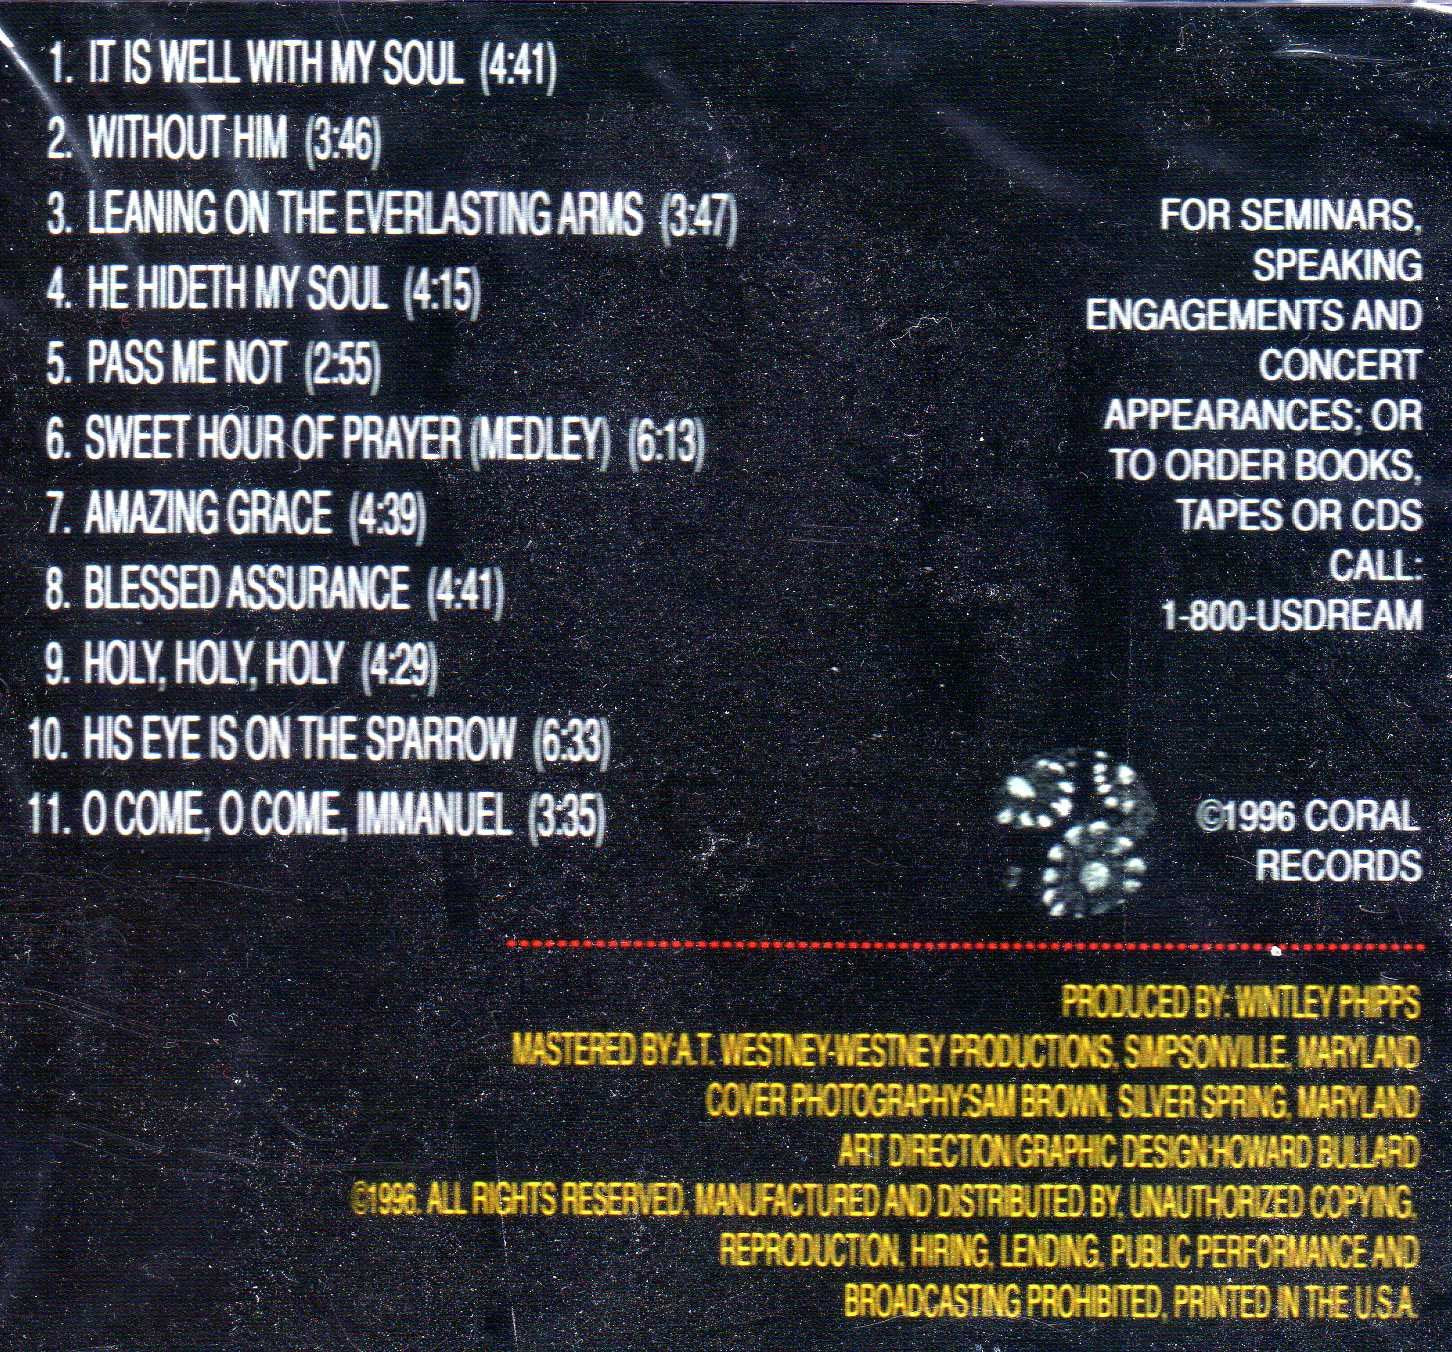 1. IT IS WELL WITH MY SOUL (4:41)
2. WITHOUT HIM (3:46)
3. LEANING ON THE EVERLASTING ARMS (3:47)
4. HE HIDETH MY SOUL (4:15)
5. PASS ME NOT (2:55)
6. SWEET HOUR OF PRAYER (MEDLEY) (6:13)
7. AMAZING GRACE (4:39)
8. BLESSED ASSURANCE (4:41)
9. HOLY, HOLY, HOLY (4:29)
10. HIS EYE IS ON THE SPARROW (6:33)
11. O COME, O COME, IMMANUEL (3:35)
FOR SEMINARS,
SPEAKING
ENGAGEMENTS AND
CONCERT
APPEARANCES; OR
TO ORDER BOOKS,
TAPES OR CDS
CALL:
1-800-USDREAM
©1996 CORAL
RECORDS
PRODUCED BY: WINTLEY PHIPPS
MASTERED BY:A.T. WESTNEY-WESTNEY PRODUCTIONS, SIMPSONVILLE, MARYLAND
COVER PHOTOGRAPHY:SAM BROWN, SILVER SPRING, MARYLAND
ART DIRECTION:GRAPHIC DESIGN:HOWARD BULLARD
©1996. ALL RIGHTS RESERVED. MANUFACTURED AND DISTRIBUTED BY, UNAUTHORIZED COPYING,
REPRODUCTION, HIRING, LENDING, PUBLIC PERFORMANCE AND
BROADCASTING PROHIBITED, PRINTED IN THE U.S.A.